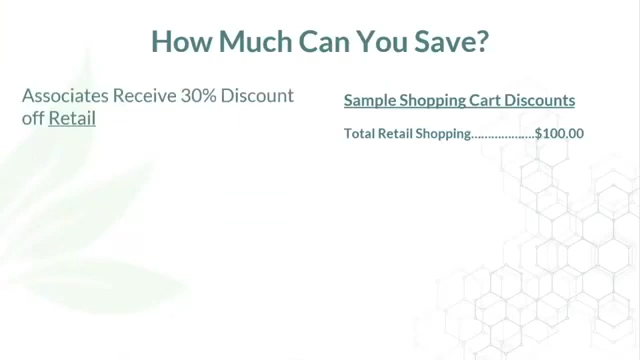 How Much Can You Save?
Associates Receive 30% Discount
off Retail
Sample Shopping Cart Discounts
Total Retail Shopping...................$100.00